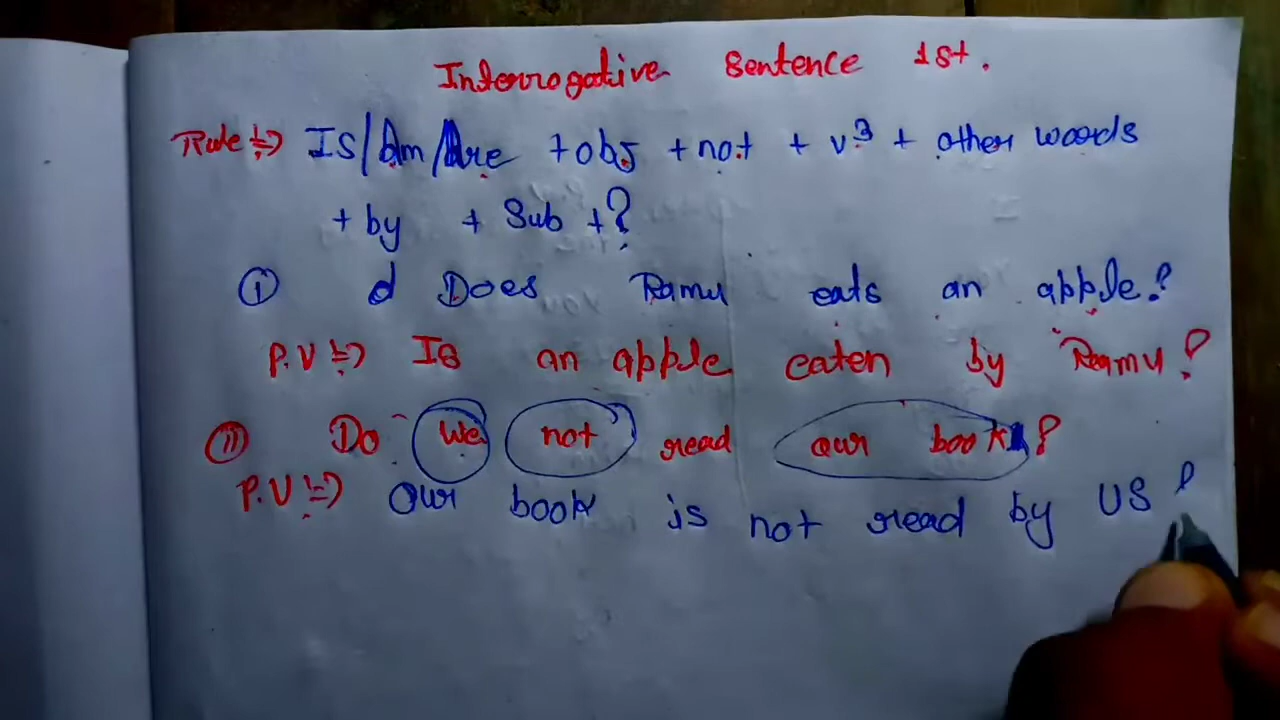 Interrogative Sentence 1st.
Rule => Is/Am/Are + obj + not + v3 + other words
+ by + Sub + ?
(i) d Does Ramu eats an apple?
P.V => Is an apple eaten by Ramu?
(ii) Do We not read our book?
P.V => Our book is not read by us?